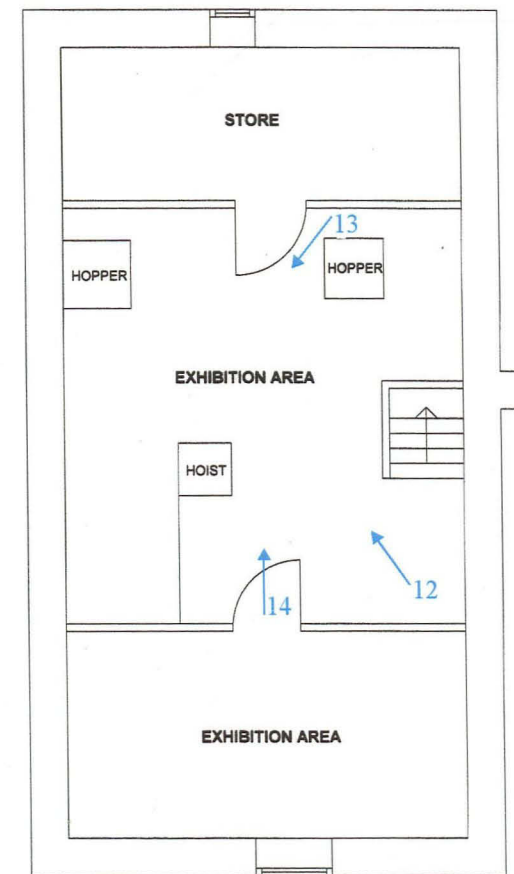 STORE
13
HOPPER
HOPPER
EXHIBITION AREA
HOIST
12
14
EXHIBITION AREA